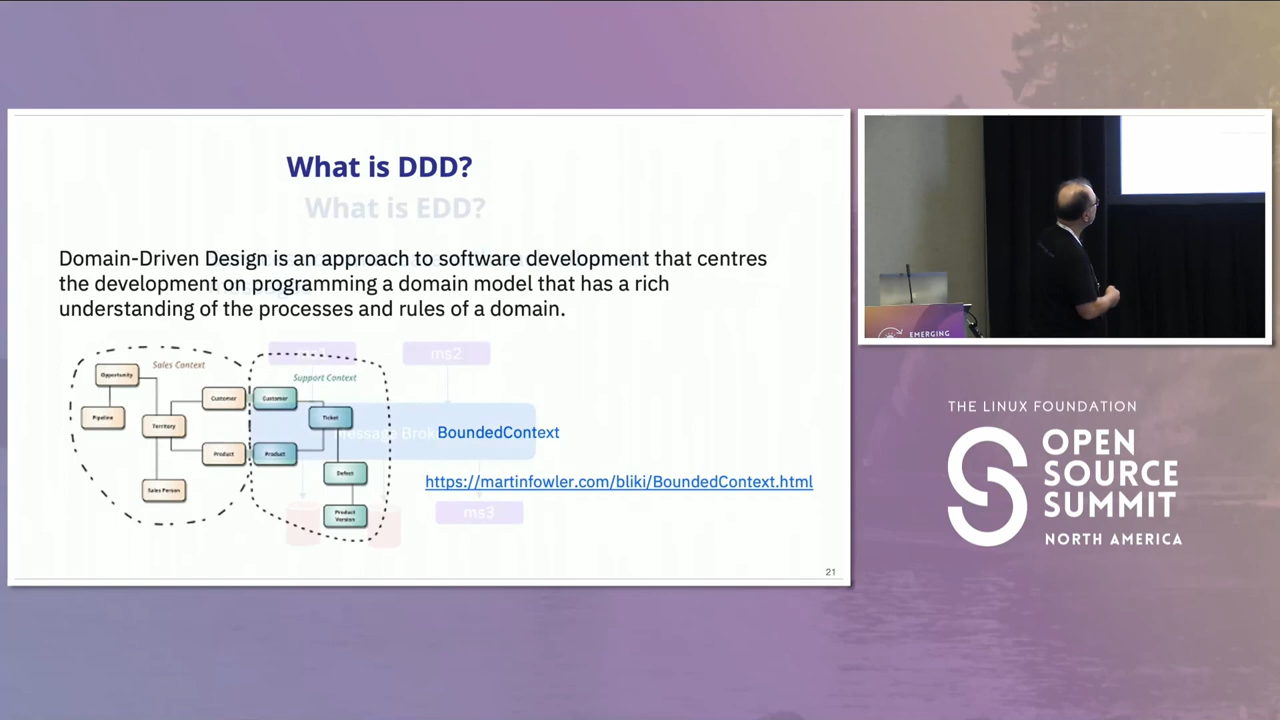 What is DDD?
What is EDD?
Domain-Driven Design is an approach to software development that centres
the development on programming a domain model that has a rich
understanding of the processes and rules of a domain.
Sales Context
Opportunity
Pipeline
Territory
Customer
Product
Sales Person
Support Context
Customer
Ticket
Product
Defect
Product
Version
ms2
BoundedContext
https://martinfowler.com/bliki/BoundedContext.html
ms3
21
EMERGING
THE LINUX FOUNDATION
OPEN
SOURCE
SUMMIT
NORTH AMERICA